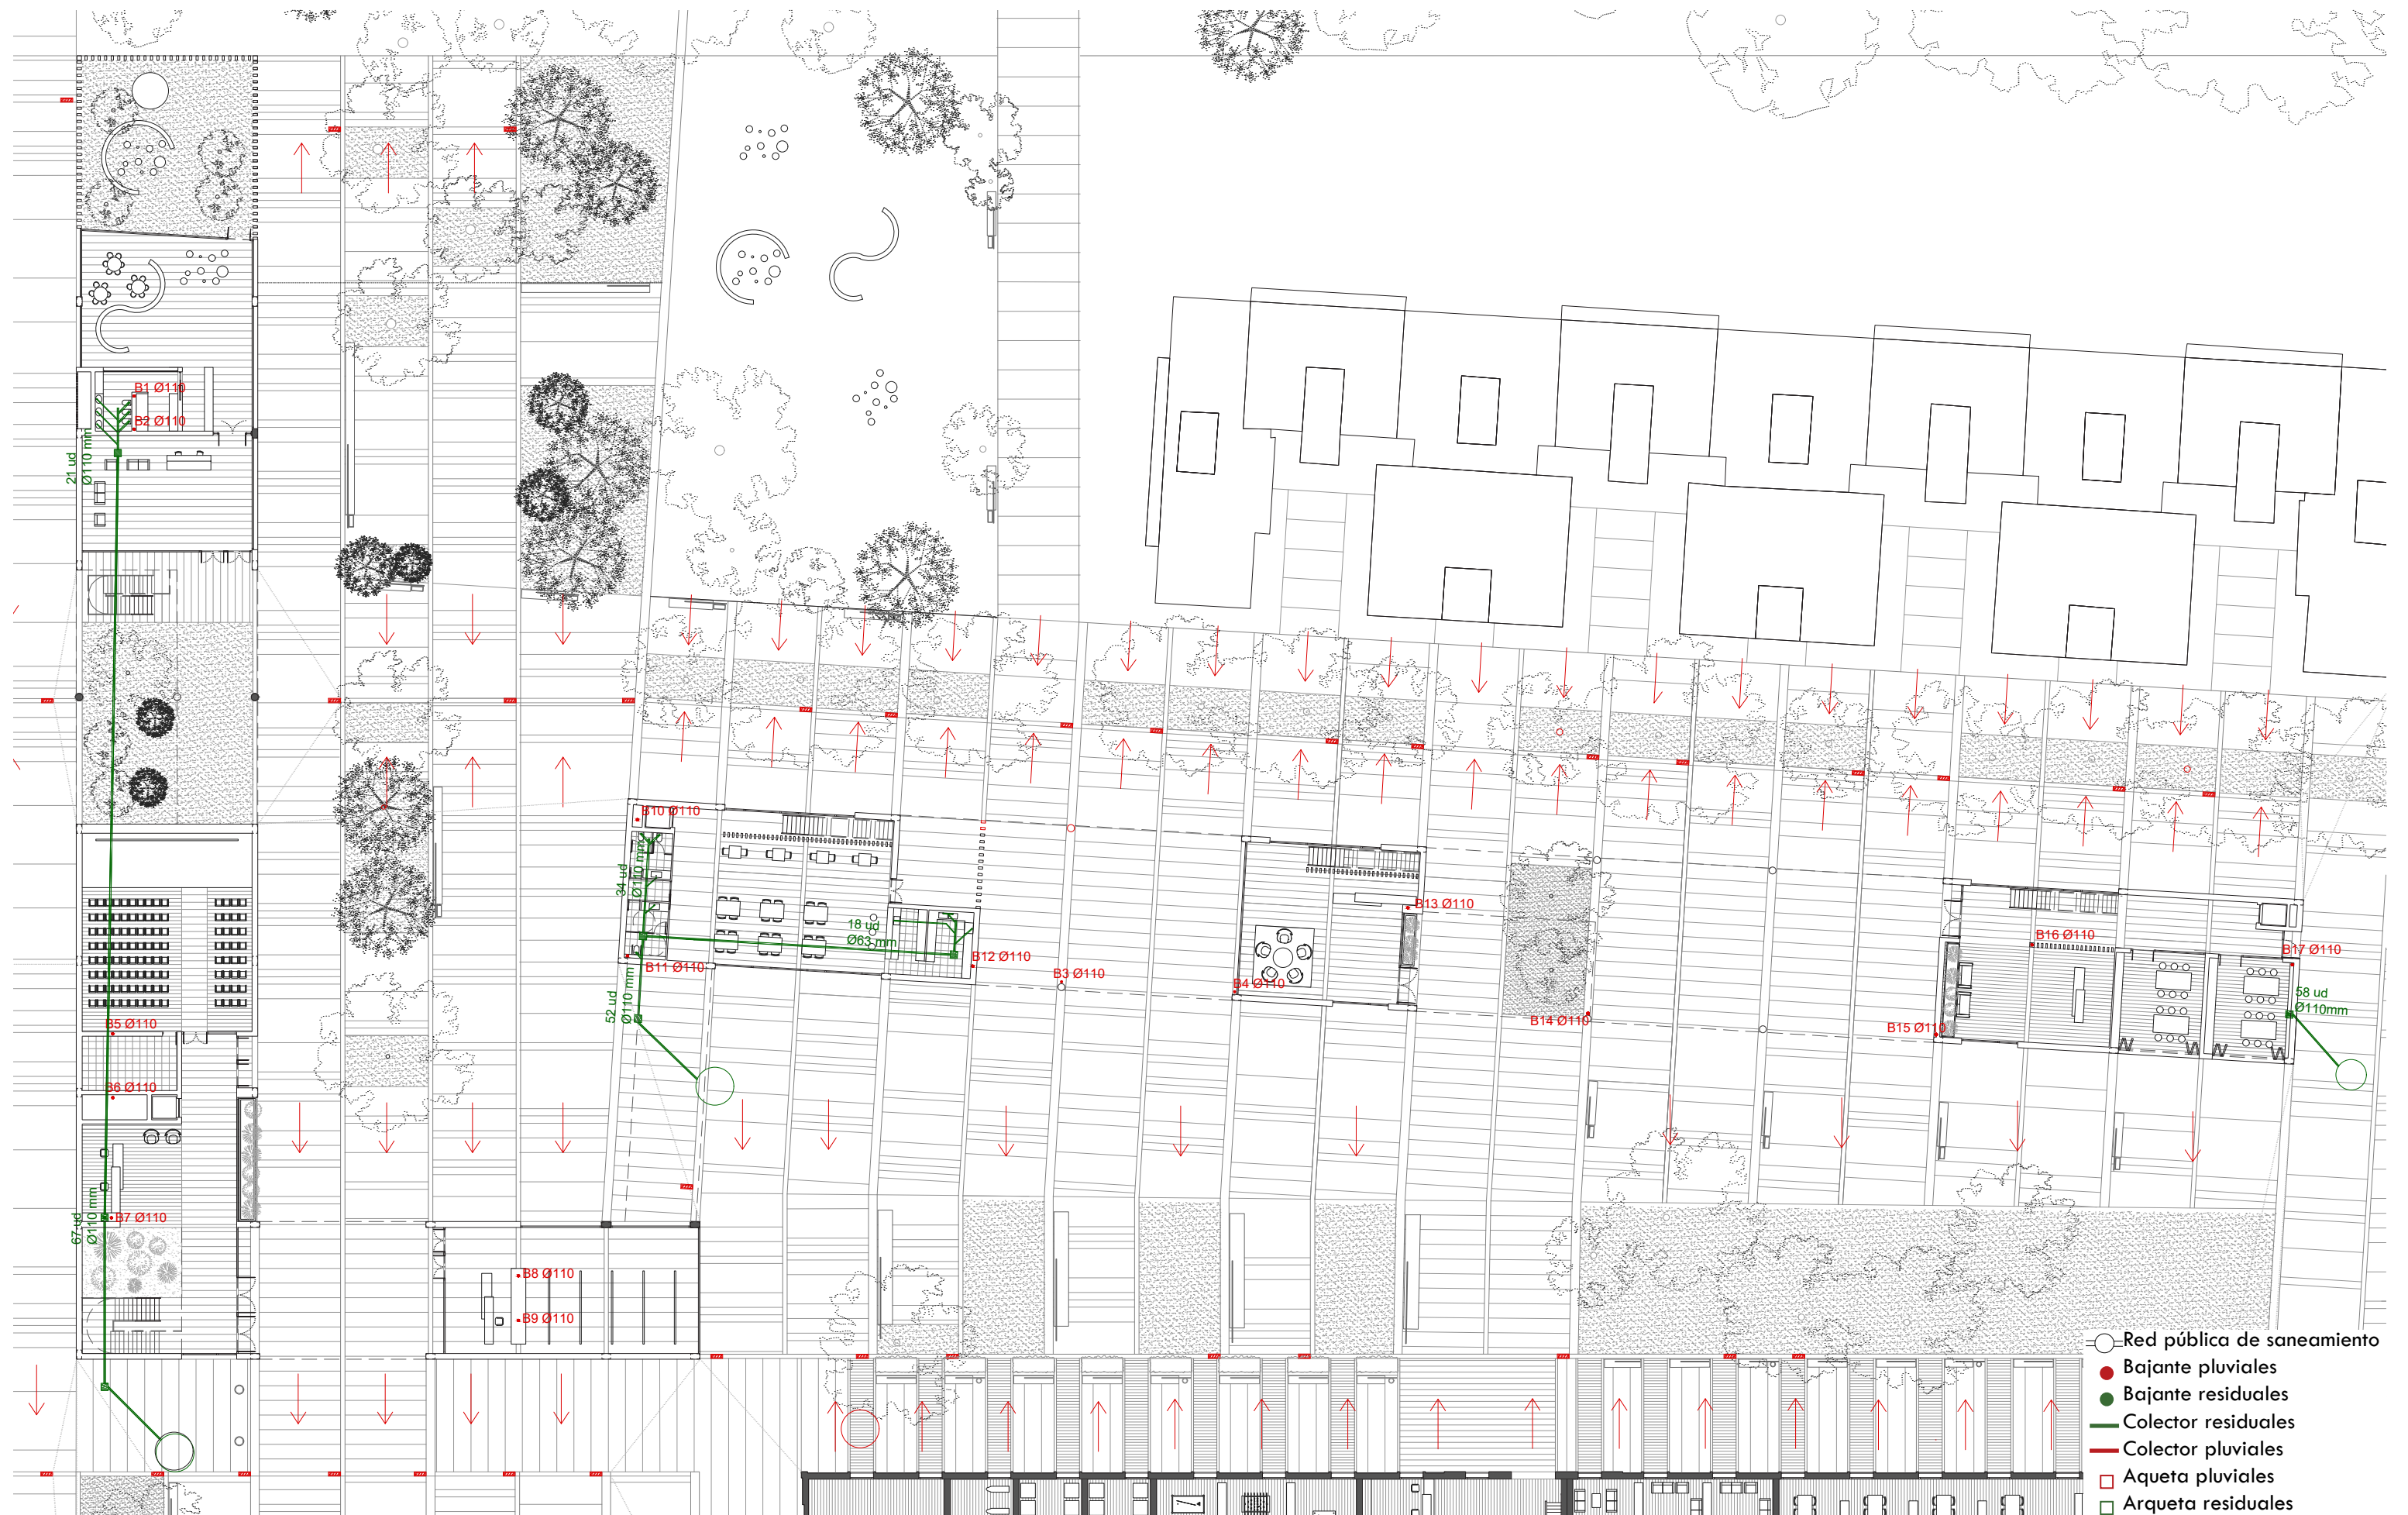 B1 Ø110
B2 Ø110
21 ud
Ø110 mm
B10 Ø110
34 ud
Ø110 mm
18 ud
Ø63 mm
B11 Ø110
B12 Ø110
52 ud
Ø110 mm
B3 Ø110
B4 Ø110
B13 Ø110
B14 Ø110
B15 Ø110
B16 Ø110
B17 Ø110
58 ud
Ø110mm
B5 Ø110
B6 Ø110
67 ud
Ø110 mm
B7 Ø110
B8 Ø110
B9 Ø110
Red pública de saneamiento
Bajante pluviales
Bajante residuales
Colector residuales
Colector pluviales
Aqueta pluviales
Arqueta residuales